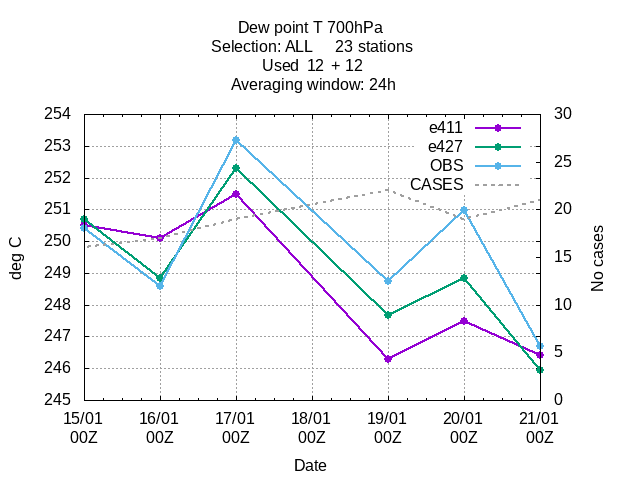 Dew point T 700hPa
Selection: ALL 23 stations
Used 12 + 12
Averaging window: 24h
254
253
252
251
250
249
248
247
246
245
deg C
30
25
20
15
10
5
0
No cases
e411
e427
OBS
CASES
15/01 16/01 17/01 18/01 19/01 20/01 21/01
00Z 00Z 00Z 00Z 00Z 00Z 00Z
Date